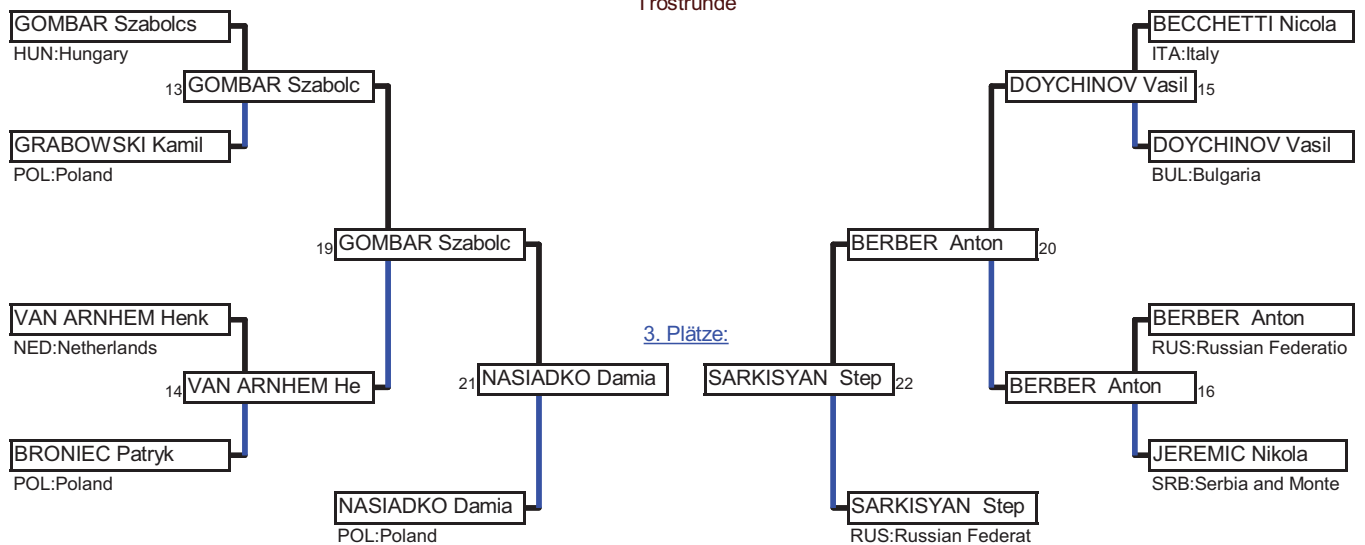 Trostrunde
GOMBAR Szabolcs
HUN:Hungary
13 GOMBAR Szabolc
GRABOWSKI Kamil
POL:Poland
19 GOMBAR Szabolc
VAN ARNHEM Henk
NED:Netherlands
14 VAN ARNHEM He
BRONIEC Patryk
POL:Poland
3. Plätze:
21 NASIADKO Damia
NASIADKO Damia
POL:Poland
BECCHETTI Nicola
ITA:Italy
DOYCHINOV Vasil 15
DOYCHINOV Vasil
BUL:Bulgaria
BERBER Anton 20
BERBER Anton
RUS:Russian Federatio
SARKISYAN Step 22
BERBER Anton 16
JEREMIC Nikola
SRB:Serbia and Monte
SARKISYAN Step
RUS:Russian Federat